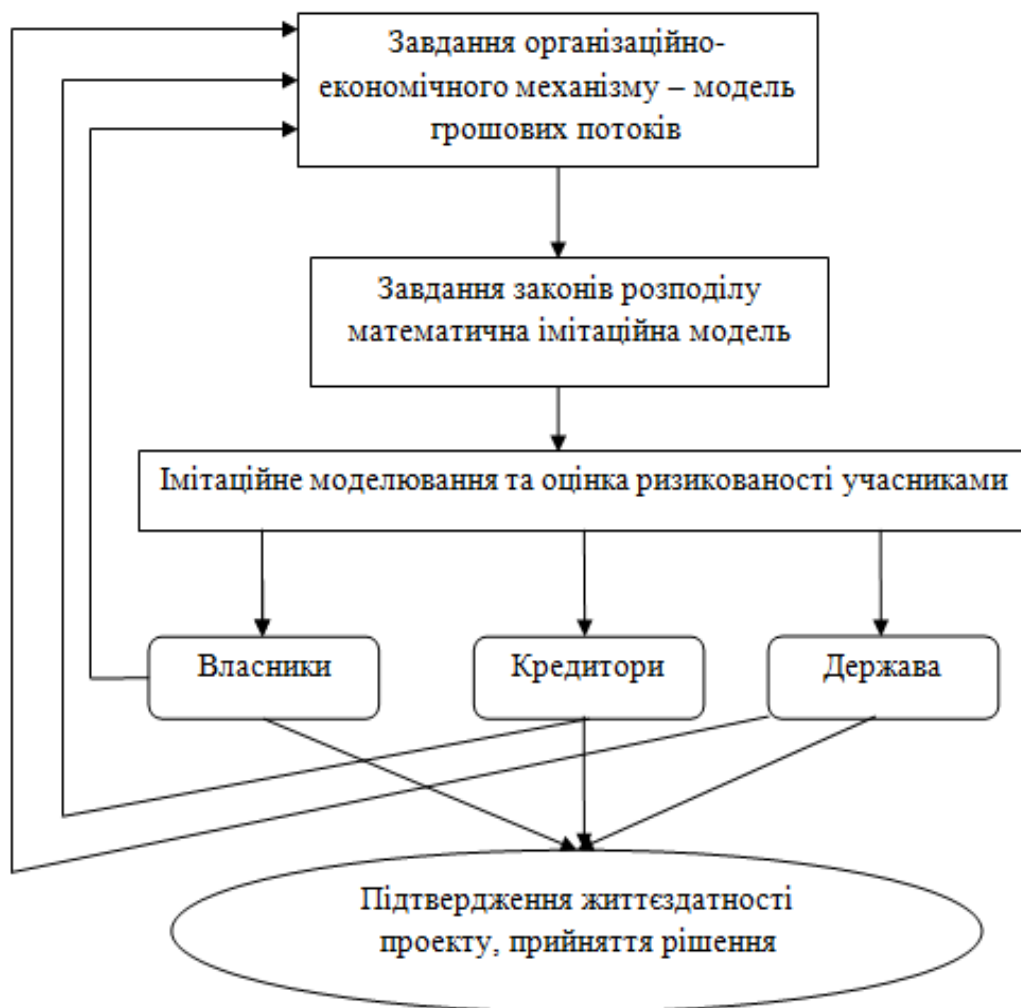 Завдання організаційно-
економічного механізму – модель
грошових потоків
Завдання законів розподілу
математична імітаційна модель
Імітаційне моделювання та оцінка ризикованості учасниками
Власники
Кредитори
Держава
Підтвердження життєздатності
проекту, прийняття рішення